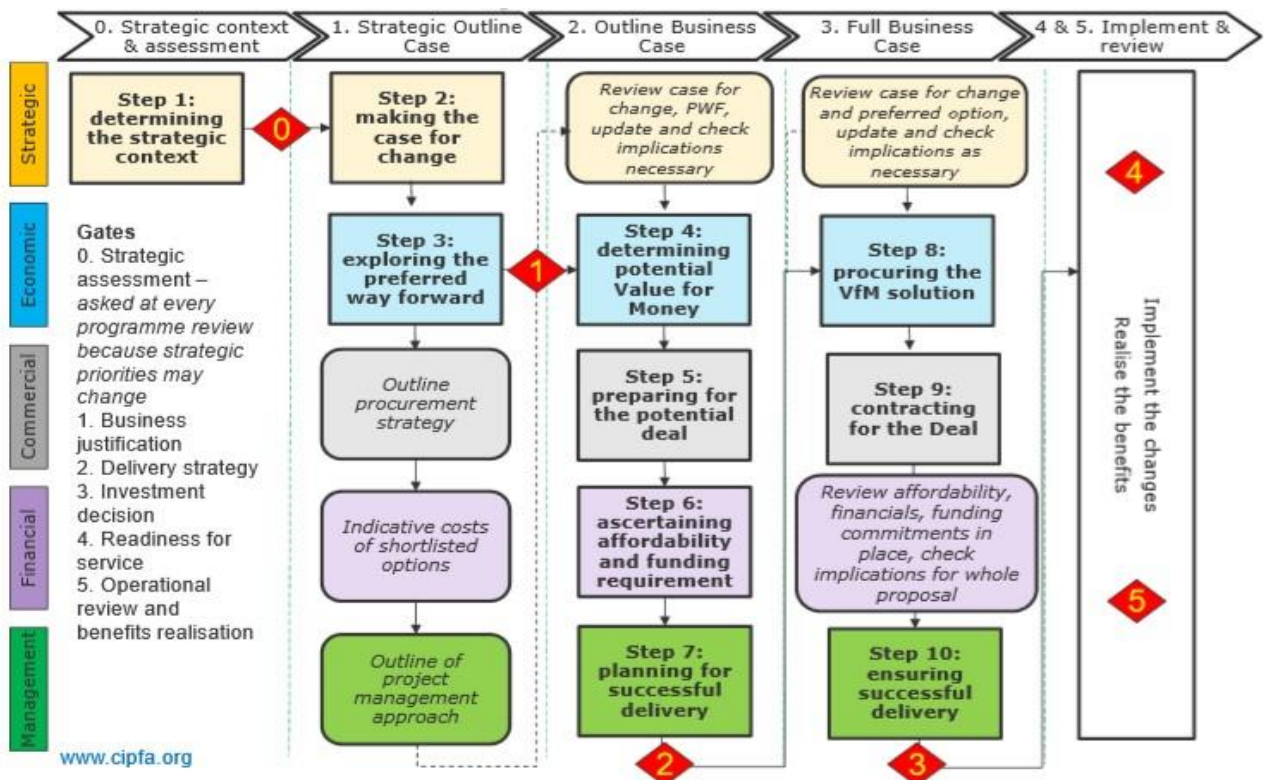 0. Strategic context
& assessment
1. Strategic Outline
Case
2. Outline Business
Case
3. Full Business
Case
4 & 5. Implement &
review
Strategic
Step 1:
determining
the strategic
context
0
Step 2:
making the
case for
change
Review case for
change, PWF,
update and check
implications
necessary
Review case for change
and preferred option,
update and check
implications as
necessary
4
Economic
Gates
0. Strategic
assessment –
asked at every
programme review
because strategic
priorities may
change
1. Business
justification
2. Delivery strategy
3. Investment
decision
4. Readiness for
service
5. Operational
review and
benefits realisation
Step 3:
exploring the
preferred
way forward
1
Step 4:
determining
potential
Value for
Money
Step 8:
procuring the
VfM solution
Implement the changes
Realise the benefits
Commercial
Outline
procurement
strategy
Step 5:
preparing for
the potential
deal
Step 9:
contracting
for the Deal
Financial
Indicative costs
of shortlisted
options
Step 6:
ascertaining
affordability
and funding
requirement
Review affordability,
financials, funding
commitments in
place, check
implications for whole
proposal
5
Management
Outline of
project
management
approach
Step 7:
planning for
successful
delivery
Step 10:
ensuring
successful
delivery
2
3
www.cipfa.org